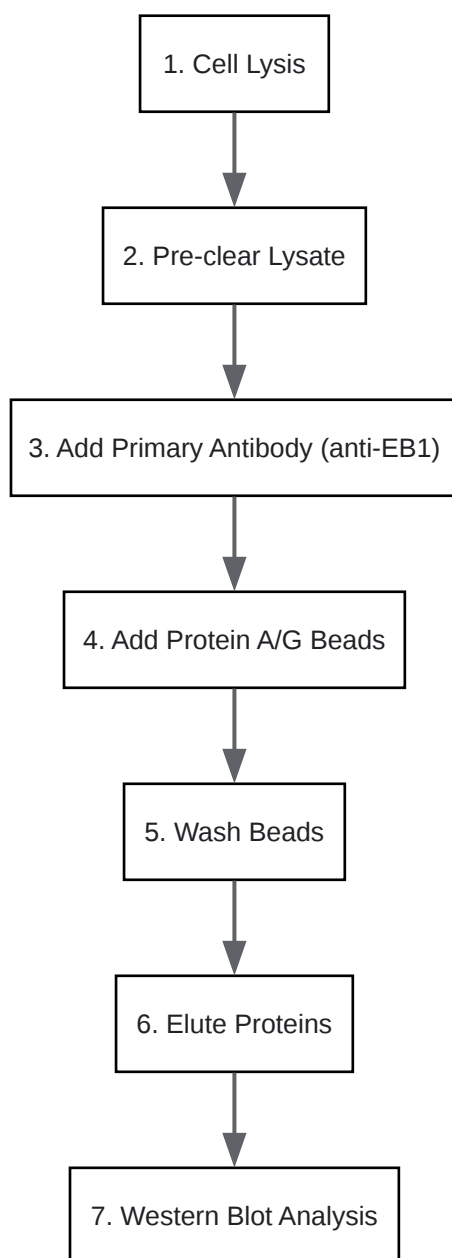 1. Cell Lysis
2. Pre-clear Lysate
3. Add Primary Antibody (anti-EB1)
4. Add Protein A/G Beads
5. Wash Beads
6. Elute Proteins
7. Western Blot Analysis